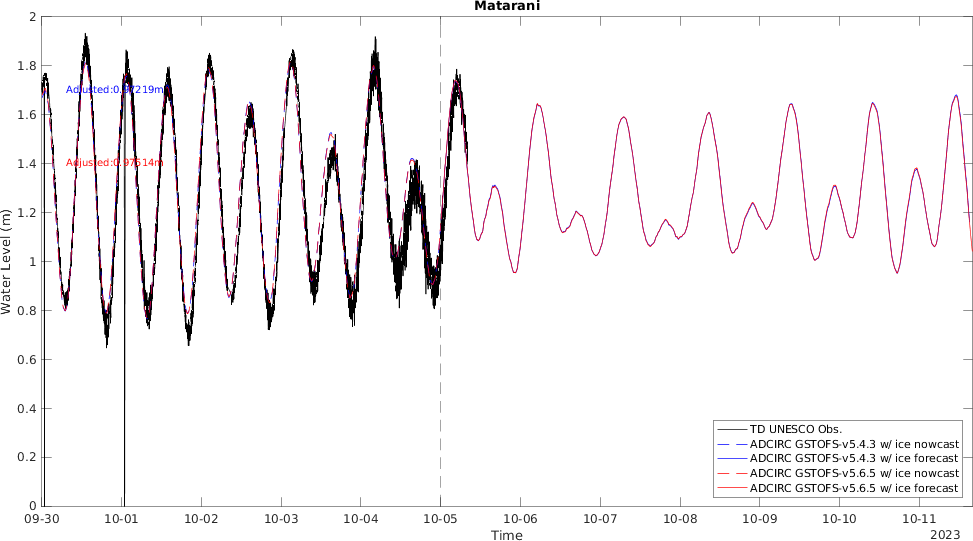 Matarani
2
1.8
Adjusted:0.97219m
1.6
Adjusted:0.97514m
1.4
1.2
Water Level (m)
1
0.8
0.6
0.4
0.2
0
TD UNESCO Obs.
ADCIRC GSTOFS-v5.4.3 w/ ice nowcast
ADCIRC GSTOFS-v5.4.3 w/ ice forecast
ADCIRC GSTOFS-v5.6.5 w/ ice nowcast
ADCIRC GSTOFS-v5.6.5 w/ ice forecast
09-30 10-01 10-02 10-03 10-04 10-05 10-06 10-07 10-08 10-09 10-10 10-11
Time
2023